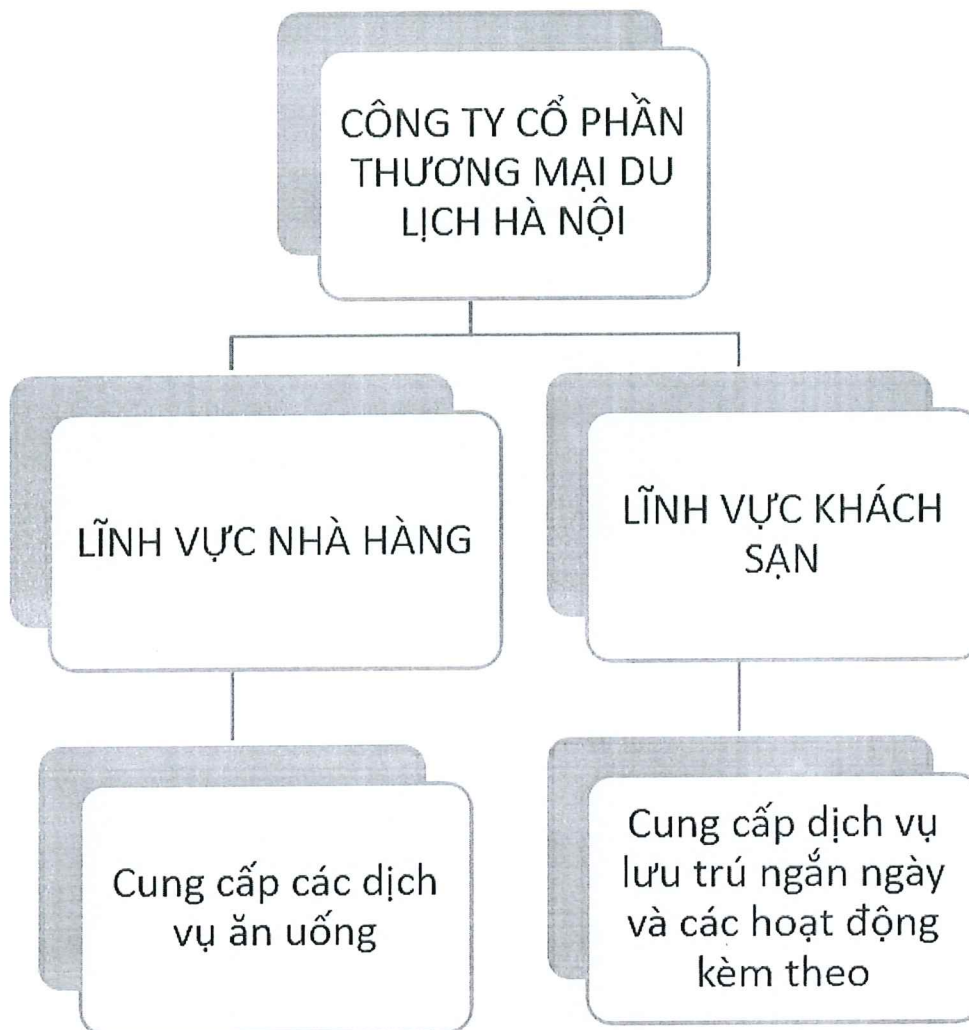 CÔNG TY CỔ PHẦN
THƯƠNG MẠI DU
LỊCH HÀ NỘI
LĨNH VỰC NHÀ HÀNG
LĨNH VỰC KHÁCH
SẠN
Cung cấp các dịch
vụ ăn uống
Cung cấp dịch vụ
lưu trú ngắn ngày
và các hoạt động
kèm theo